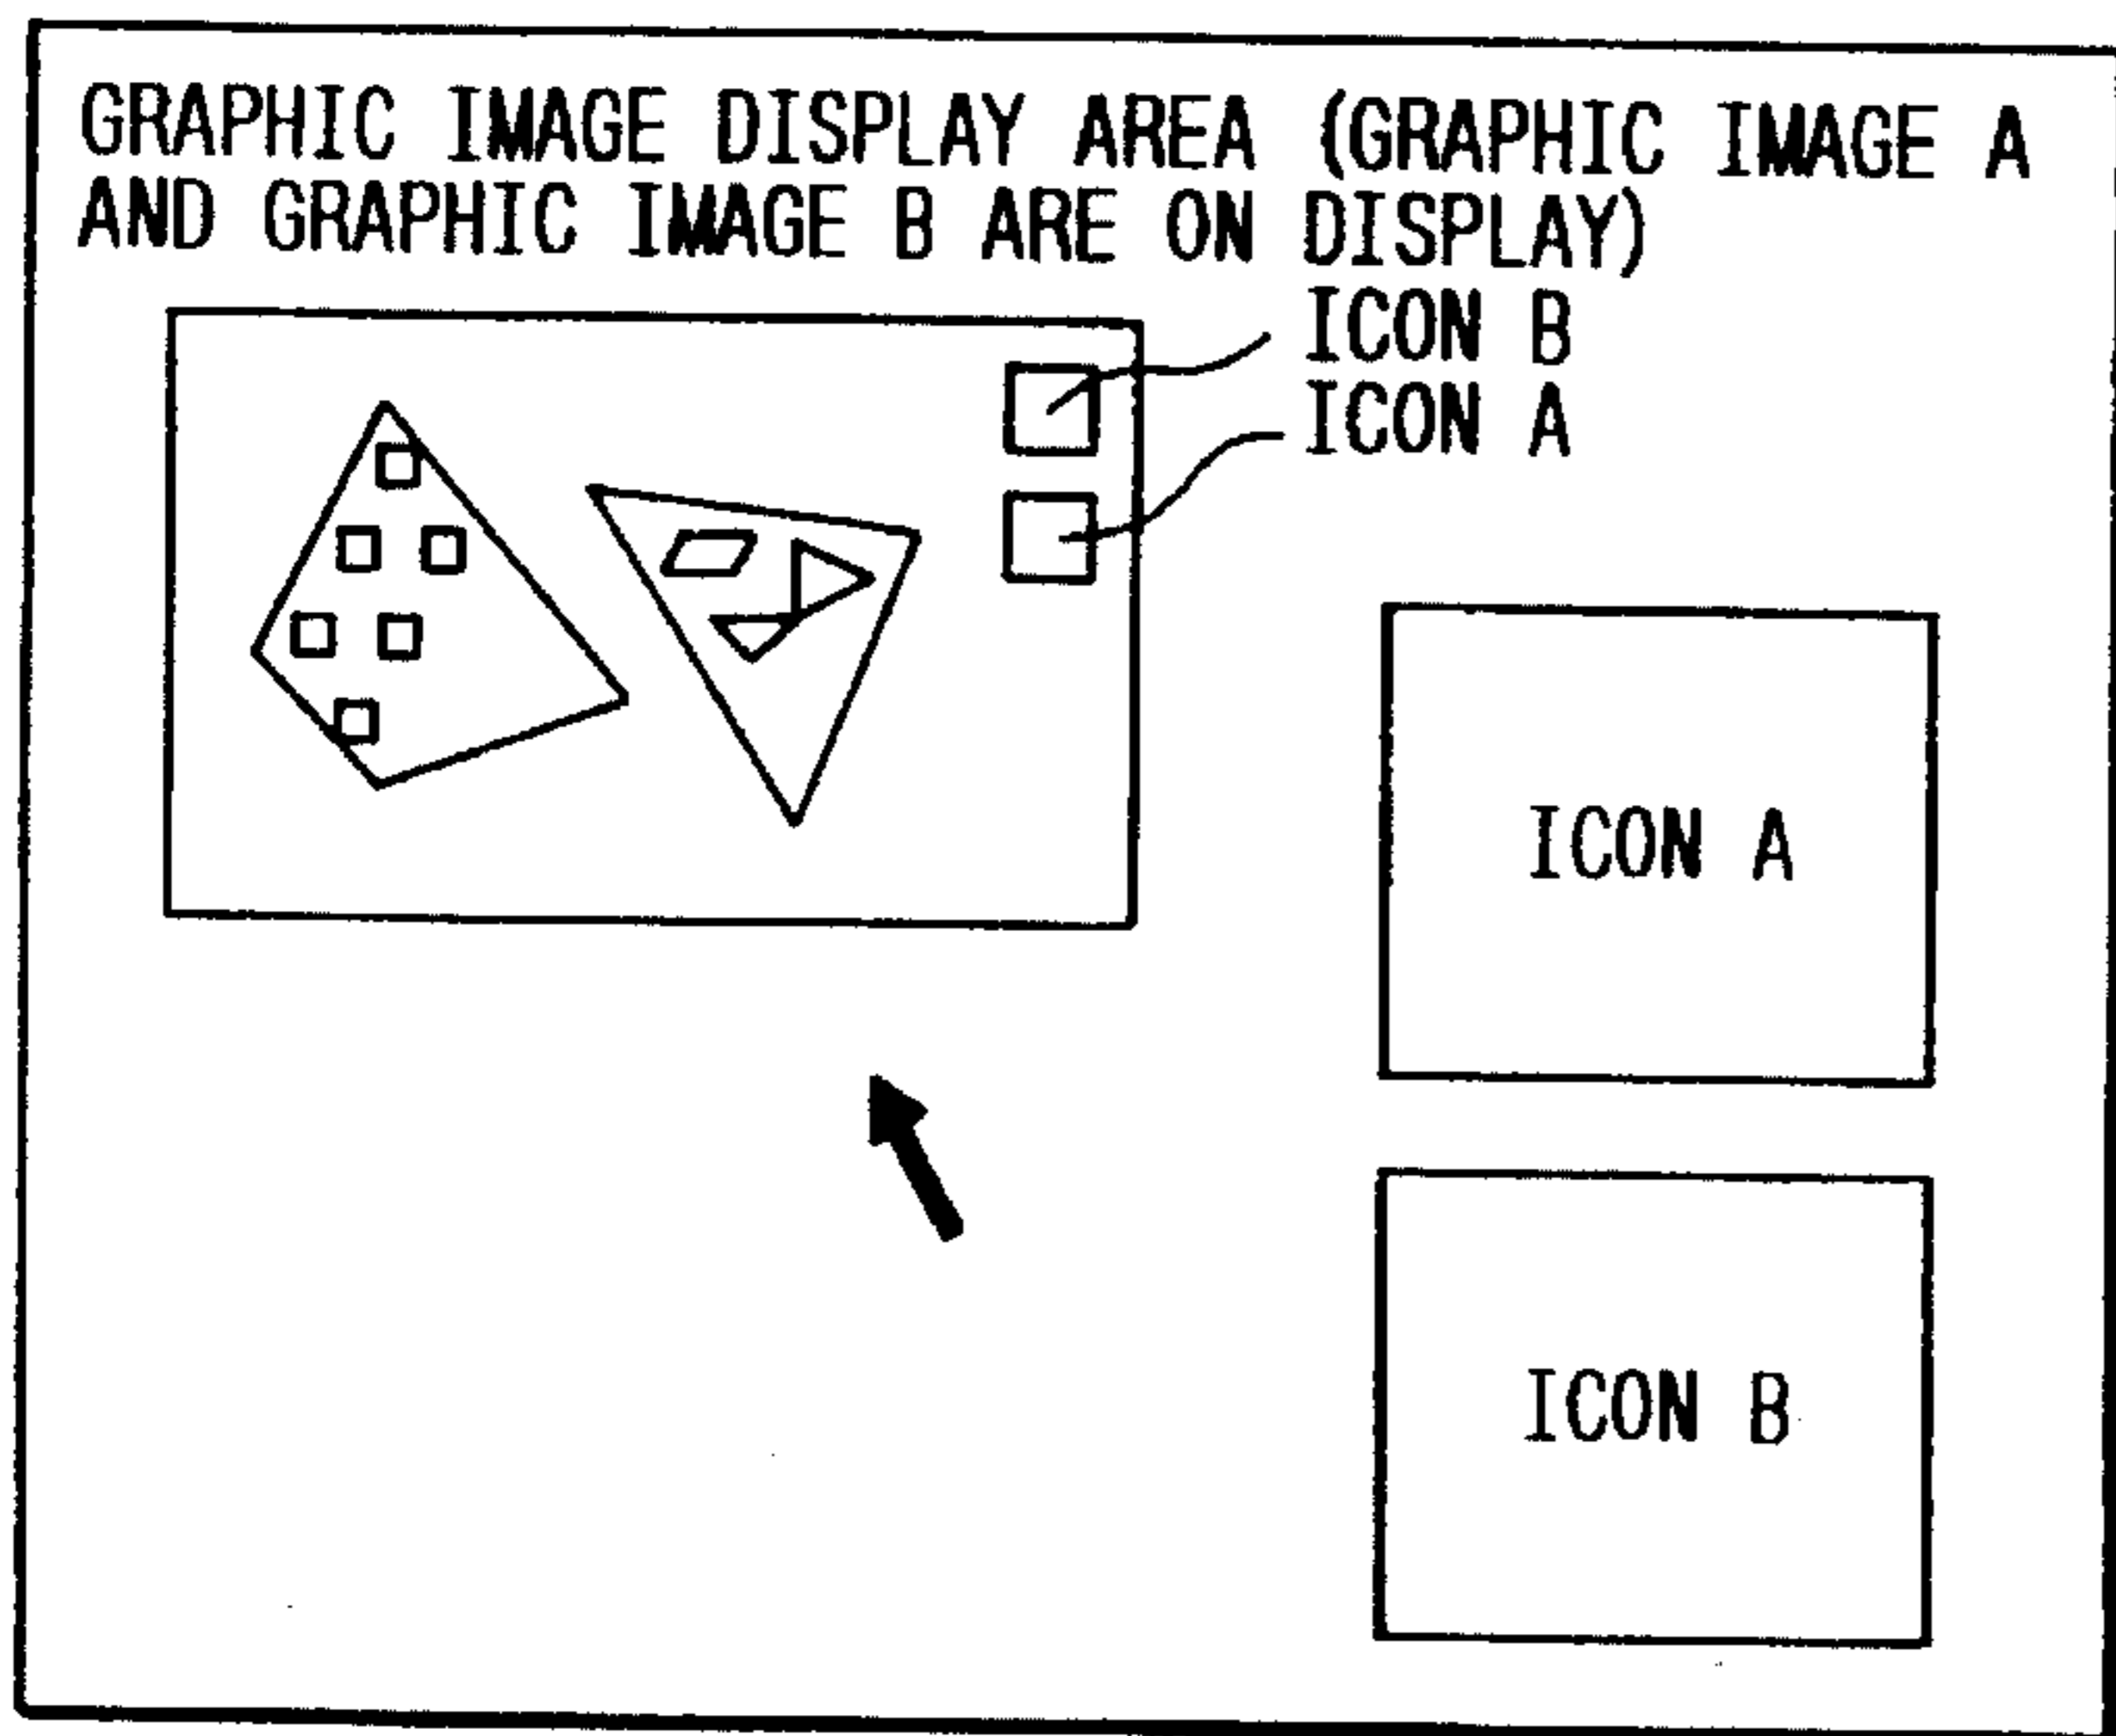 GRAPHIC IMAGE DISPLAY AREA (GRAPHIC IMAGE A
AND GRAPHIC IMAGE B ARE ON DISPLAY)
ICON B
ICON A
ICON A
ICON B